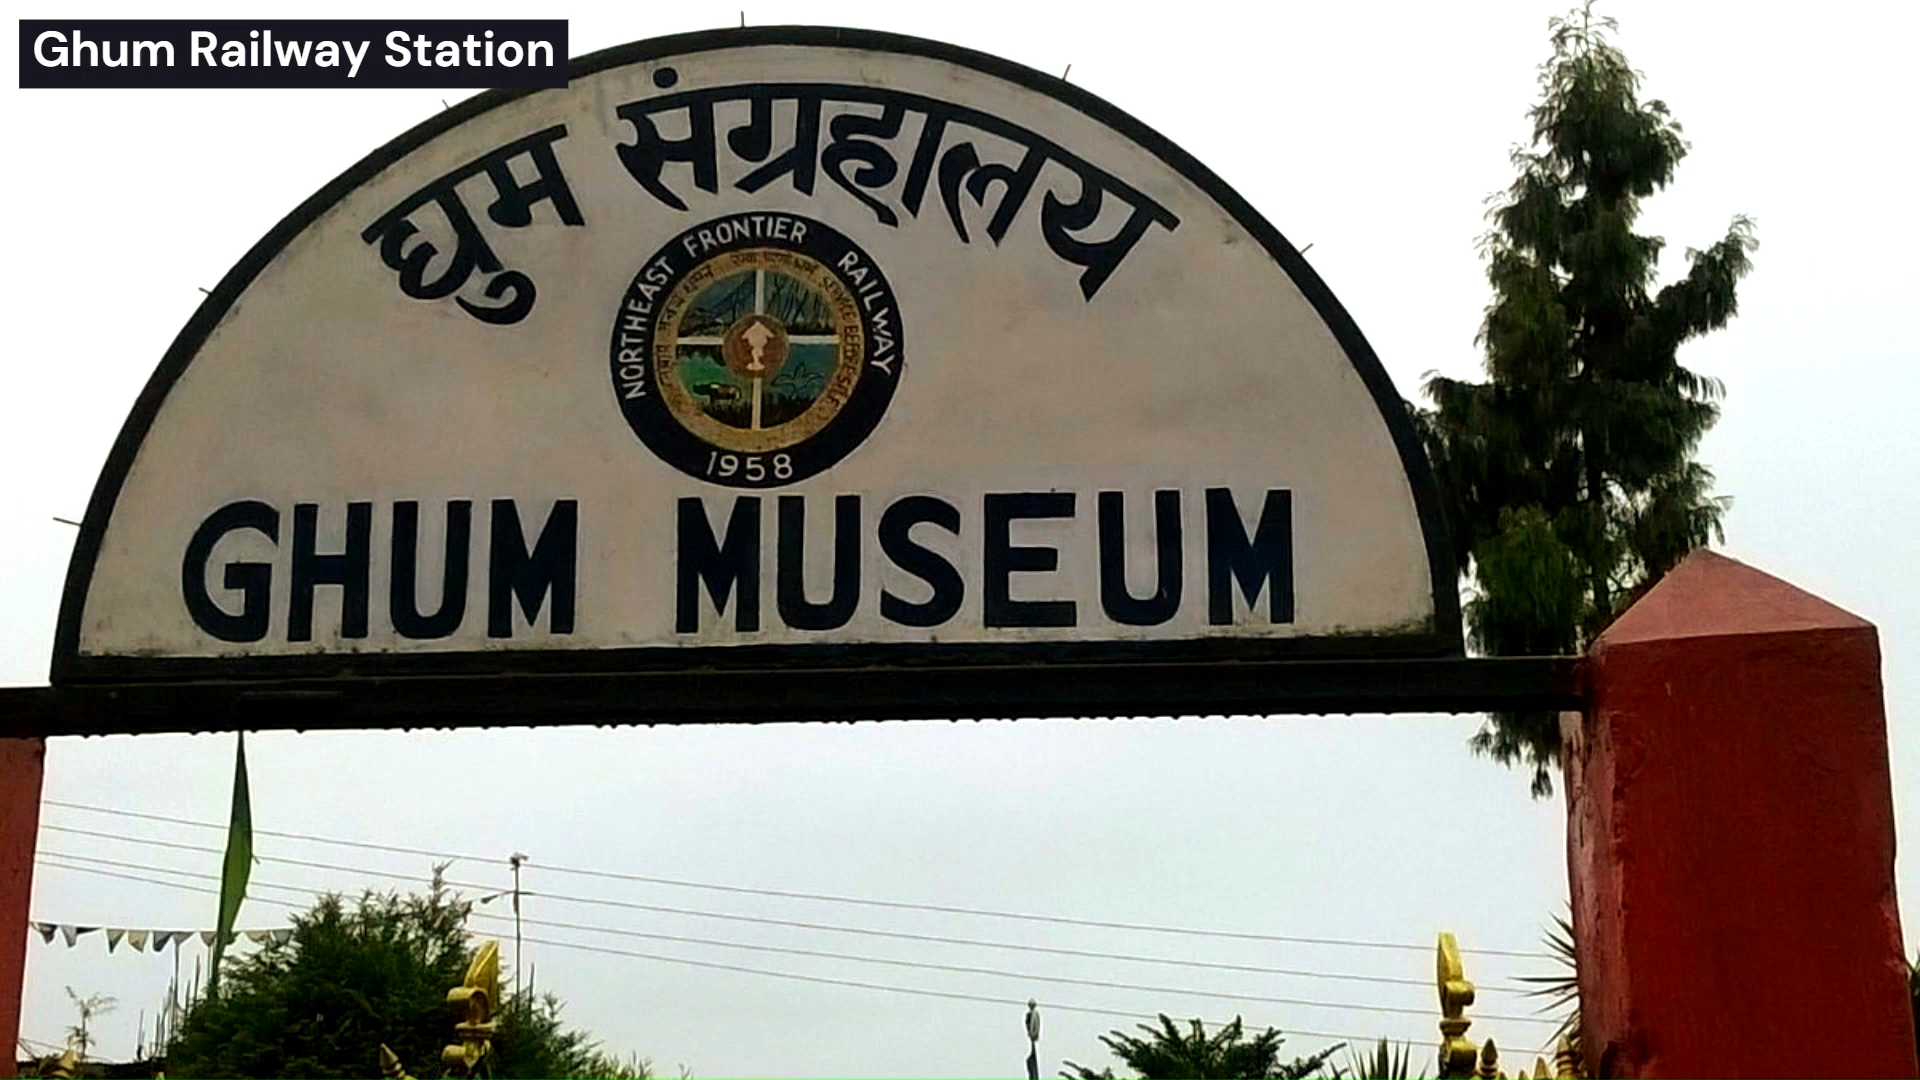 Ghum Railway Station
घुम संग्रहालय
NORTHEAST FRONTIER RAILWAY
1958
GHUM MUSEUM